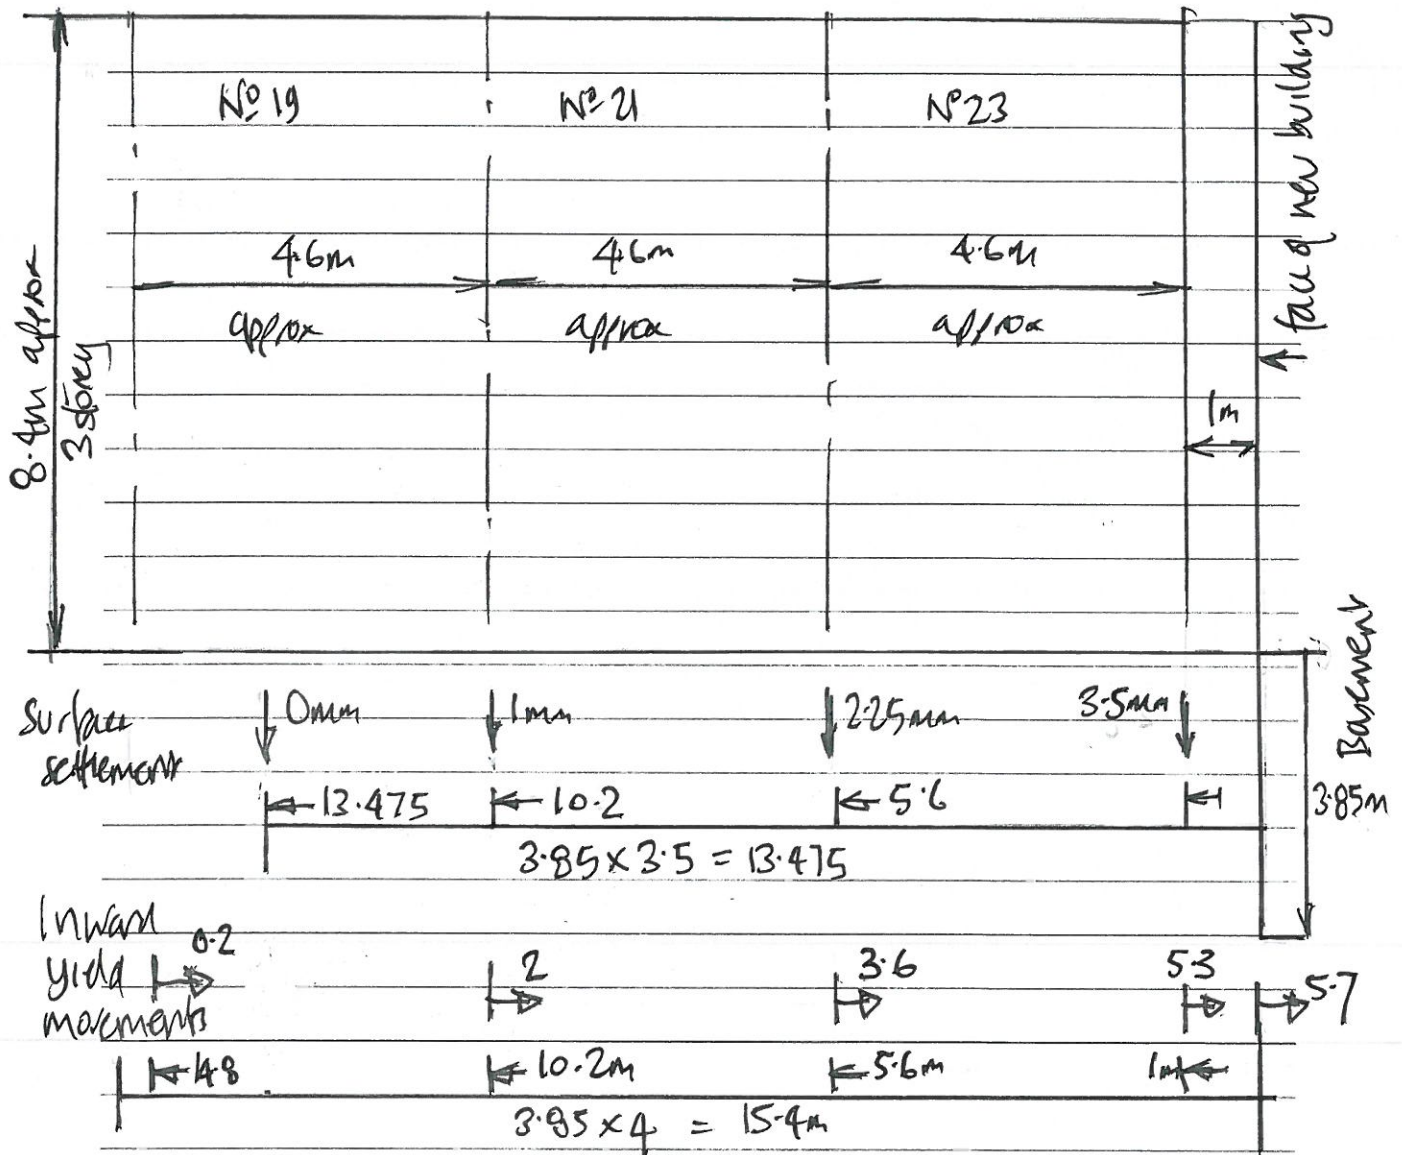 Nº 19
Nº 21
Nº 23
face of new building
4.6m
4.6m
4.6m
approx
approx
approx
8.4m approx
3 storey
1m
Basement
3.85m
Surface
settlement
0mm
1mm
2.25mm
3.5mm
13.475
10.2
5.6
1
3.85 x 3.5 = 13.475
Inward
yield
movements
0.2
2
3.6
5.3
5.7
14.8
10.2m
5.6m
1m
3.85 x 4 = 15.4m